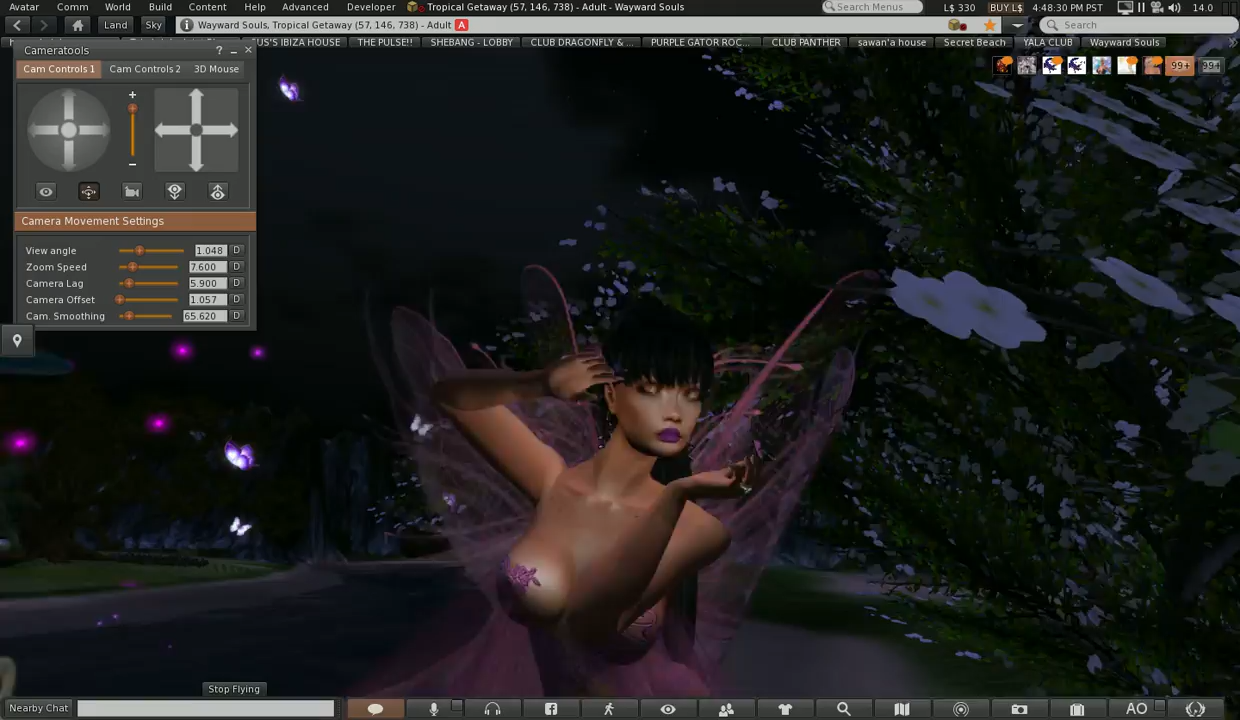 Avatar Comm World Build Content Help Advanced Developer Tropical Getaway (57, 146, 738) - Adult - Wayward Souls Search Menus L$ 330 BUY L$ 4:48:30 PM PST 14.0
Land Sky Wayward Souls, Tropical Getaway (57, 146, 738) - Adult A Search
US'S IBIZA HOUSE THE PULSE!! SHEBANG - LOBBY CLUB DRAGONFLY & ... PURPLE GATOR ROC... CLUB PANTHER sawan'a house Secret Beach YALA CLUB Wayward Souls
Cameratools ? _ ×
99+ 99+
Cam Controls 1 Cam Controls 2 3D Mouse
+
−
Camera Movement Settings
View angle 1.048 D
Zoom Speed 7.600 D
Camera Lag 5.900 D
Camera Offset 1.057 D
Cam. Smoothing 65.620 D
Stop Flying
Nearby Chat AO